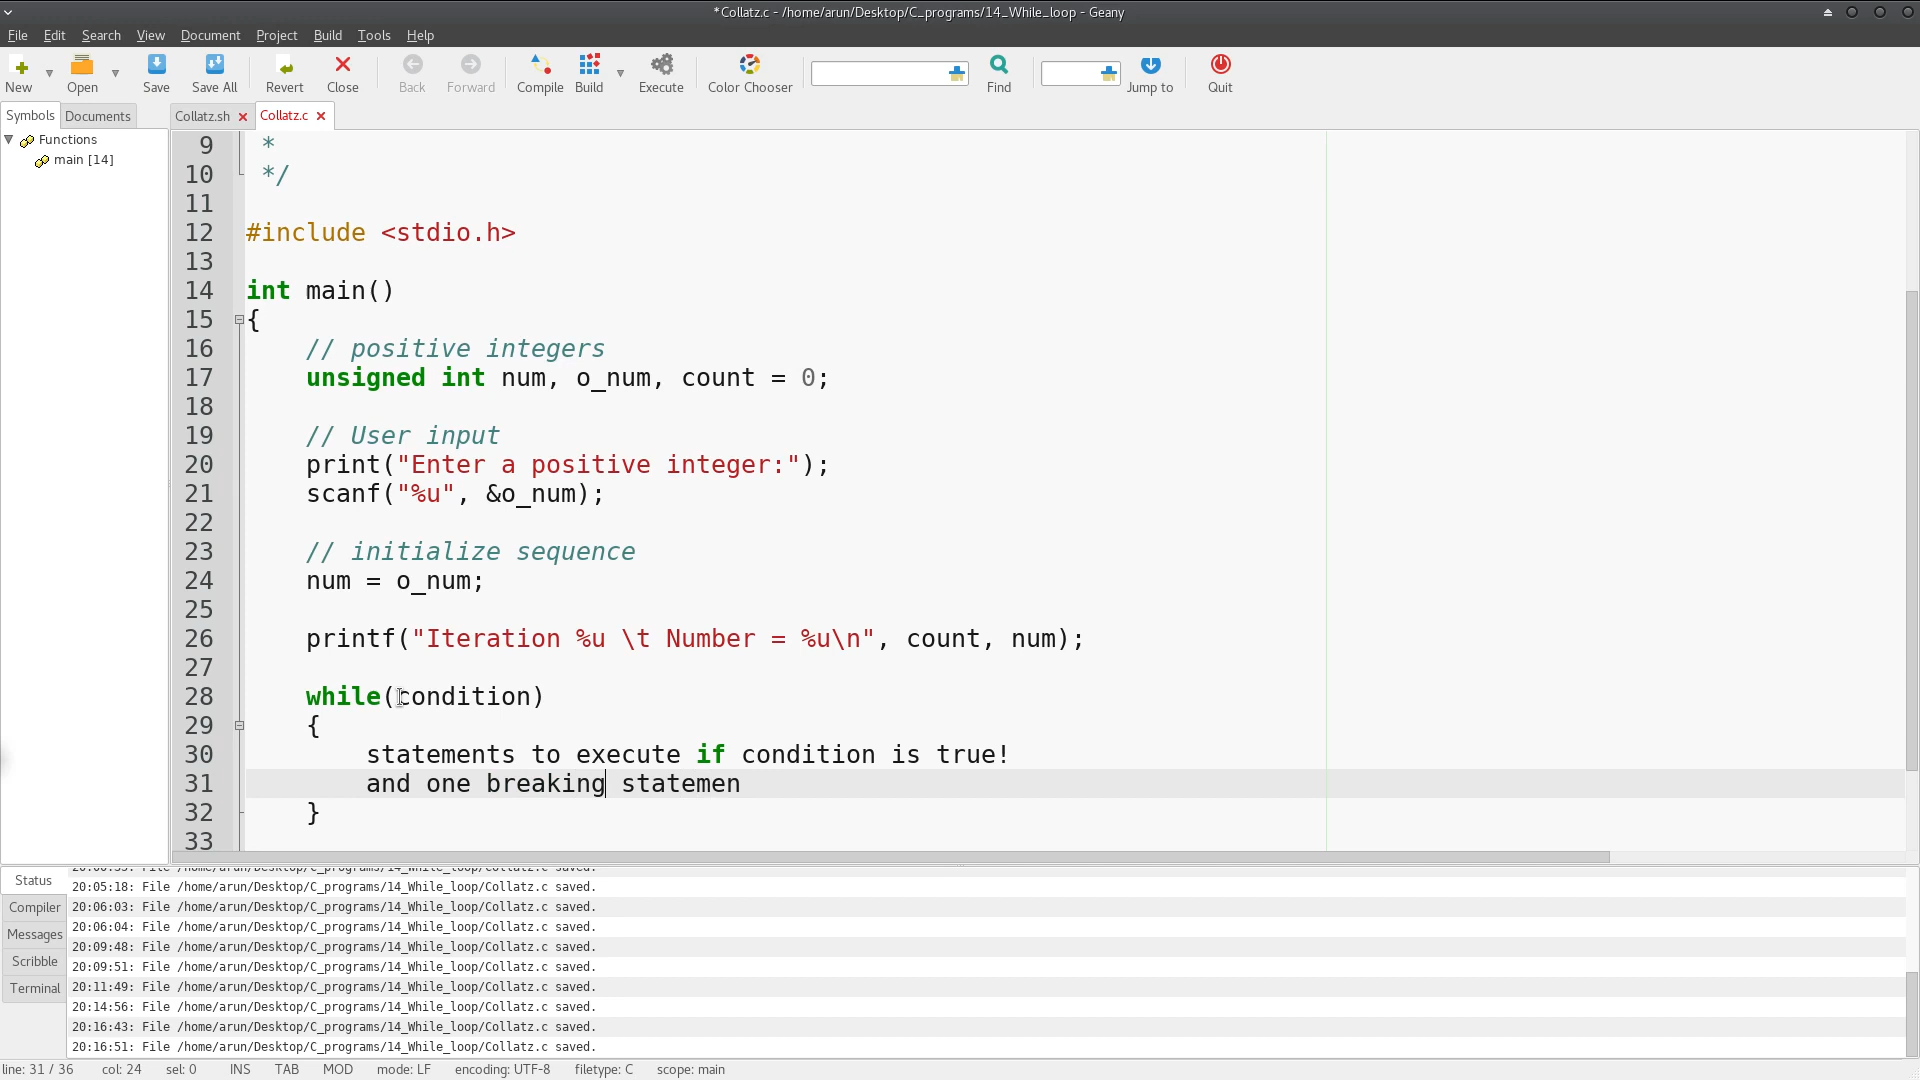 *Collatz.c - /home/arun/Desktop/C_programs/14_While_loop - Geany
File Edit Search View Document Project Build Tools Help
New Open Save Save All Revert Close Back Forward Compile Build Execute Color Chooser Find Jump to Quit
Symbols Documents Collatz.sh Collatz.c
Functions
main [14]
9 *
10 */
11
12 #include <stdio.h>
13
14 int main()
15 {
16 // positive integers
17 unsigned int num, o_num, count = 0;
18
19 // User input
20 print("Enter a positive integer:");
21 scanf("%u", &o_num);
22
23 // initialize sequence
24 num = o_num;
25
26 printf("Iteration %u \t Number = %u\n", count, num);
27
28 while(condition)
29 {
30 statements to execute if condition is true!
31 and one breaking statemen
32 }
33
Status
Compiler
Messages
Scribble
Terminal
File /home/arun/Desktop/C_programs/14_While_loop/Collatz.c saved.
20:05:18: File /home/arun/Desktop/C_programs/14_While_loop/Collatz.c saved.
20:06:03: File /home/arun/Desktop/C_programs/14_While_loop/Collatz.c saved.
20:06:04: File /home/arun/Desktop/C_programs/14_While_loop/Collatz.c saved.
20:09:48: File /home/arun/Desktop/C_programs/14_While_loop/Collatz.c saved.
20:09:51: File /home/arun/Desktop/C_programs/14_While_loop/Collatz.c saved.
20:11:49: File /home/arun/Desktop/C_programs/14_While_loop/Collatz.c saved.
20:14:56: File /home/arun/Desktop/C_programs/14_While_loop/Collatz.c saved.
20:16:43: File /home/arun/Desktop/C_programs/14_While_loop/Collatz.c saved.
20:16:51: File /home/arun/Desktop/C_programs/14_While_loop/Collatz.c saved.
line: 31 / 36 col: 24 sel: 0 INS TAB MOD mode: LF encoding: UTF-8 filetype: C scope: main